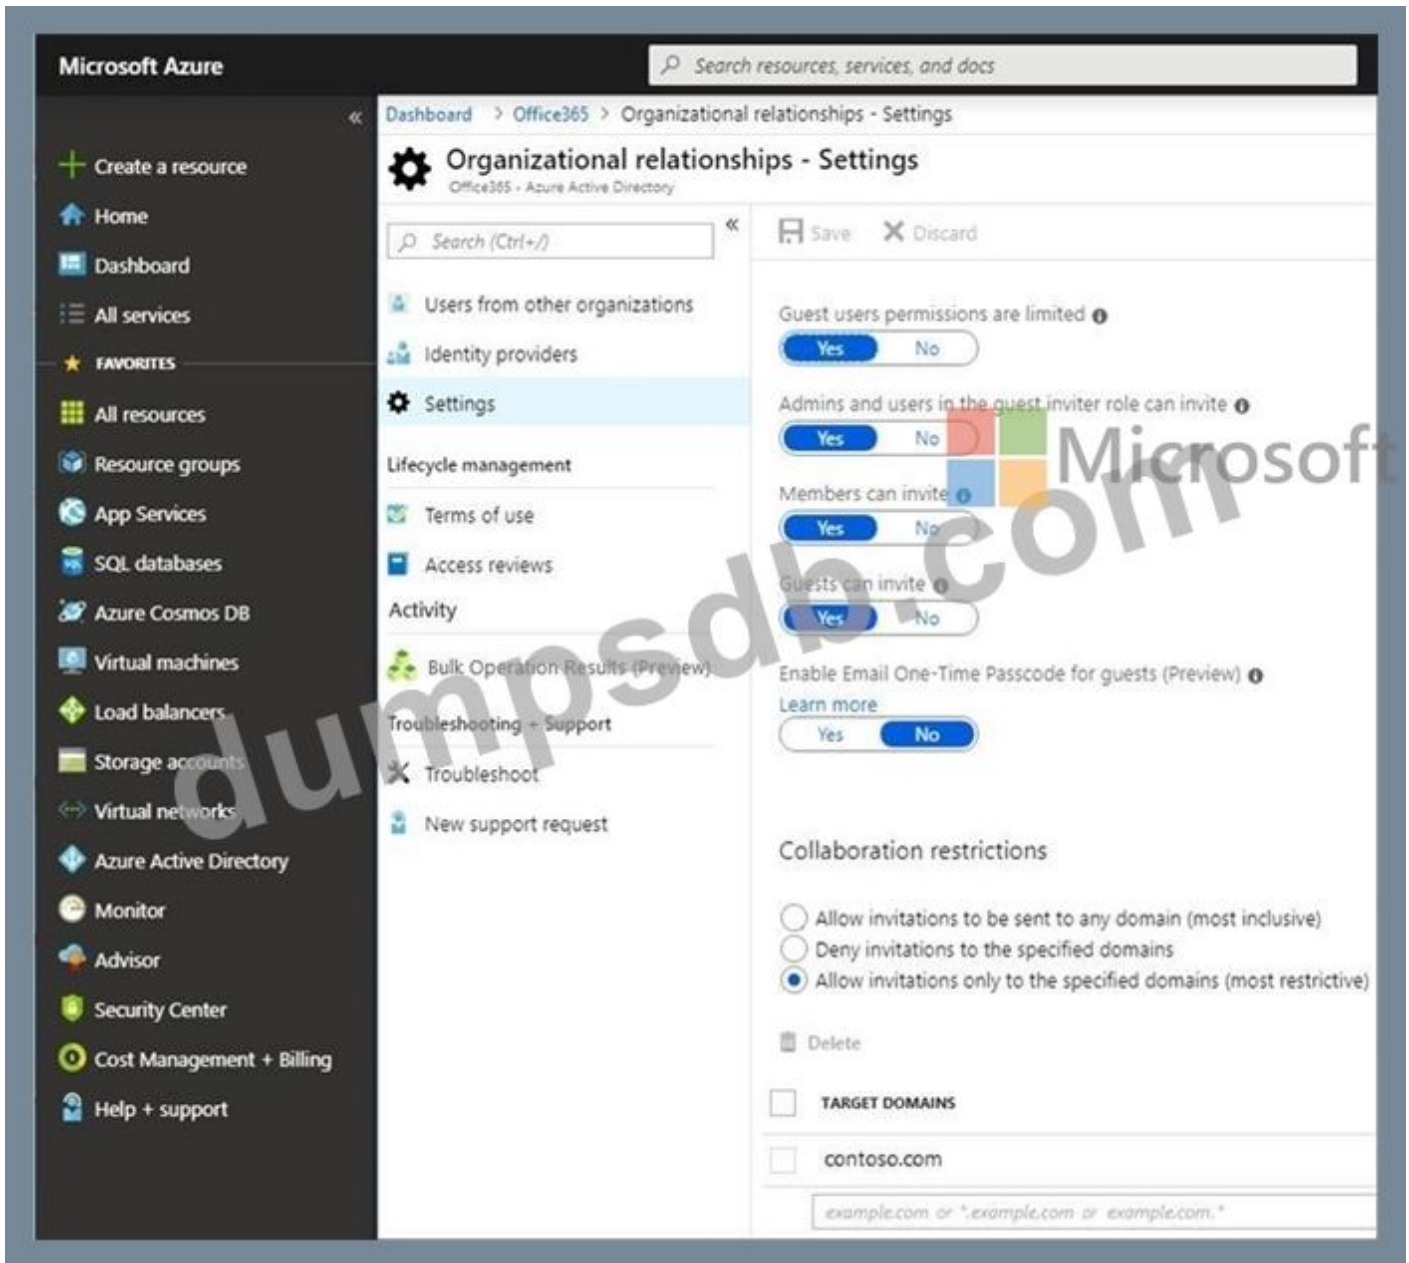 Microsoft Azure
Search resources, services, and docs
«
Dashboard > Office365 > Organizational relationships - Settings
Create a resource
Home
Dashboard
All services
FAVORITES
All resources
Resource groups
App Services
SQL databases
Azure Cosmos DB
Virtual machines
Load balancers
Storage accounts
Virtual networks
Azure Active Directory
Monitor
Advisor
Security Center
Cost Management + Billing
Help + support
Organizational relationships - Settings
Office365 - Azure Active Directory
Search (Ctrl+/)
«
Users from other organizations
Identity providers
Settings
Lifecycle management
Terms of use
Access reviews
Activity
Bulk Operation Results (Preview)
Troubleshooting + Support
Troubleshoot
New support request
Save Discard
Guest users permissions are limited
Yes No
Admins and users in the guest inviter role can invite
Yes No
Members can invite
Yes No
Guests can invite
Yes No
Enable Email One-Time Passcode for guests (Preview)
Learn more
Yes No
Collaboration restrictions
Allow invitations to be sent to any domain (most inclusive)
Deny invitations to the specified domains
Allow invitations only to the specified domains (most restrictive)
Delete
TARGET DOMAINS
contoso.com
example.com or *.example.com or example.com.*
Microsoft
dumpsdb.com